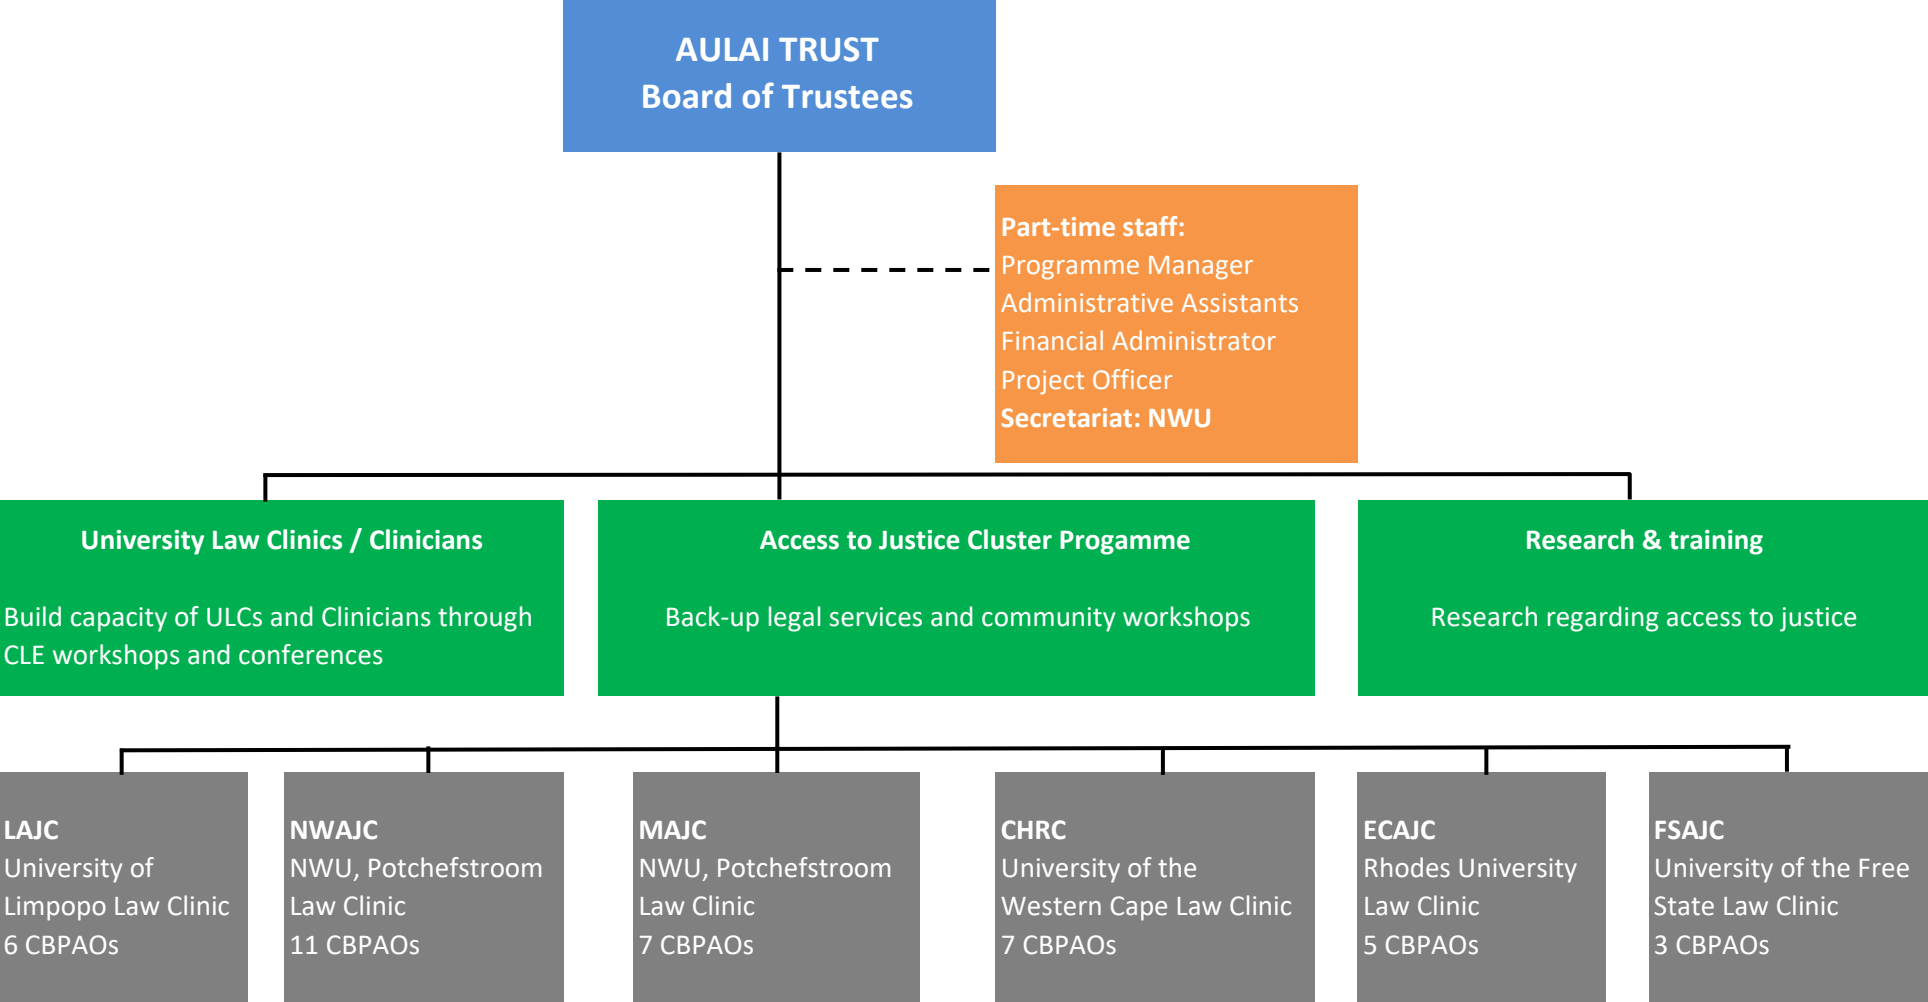 AULAI TRUST
Board of Trustees
Part-time staff:
Programme Manager
Administrative Assistants
Financial Administrator
Project Officer
Secretariat: NWU
University Law Clinics / Clinicians
Build capacity of ULCs and Clinicians through
CLE workshops and conferences
Access to Justice Cluster Progamme
Back-up legal services and community workshops
Research & training
Research regarding access to justice
LAJC
University of
Limpopo Law Clinic
6 CBPAOs
NWAJC
NWU, Potchefstroom
Law Clinic
11 CBPAOs
MAJC
NWU, Potchefstroom
Law Clinic
7 CBPAOs
CHRC
University of the
Western Cape Law Clinic
7 CBPAOs
ECAJC
Rhodes University
Law Clinic
5 CBPAOs
FSAJC
University of the Free
State Law Clinic
3 CBPAOs